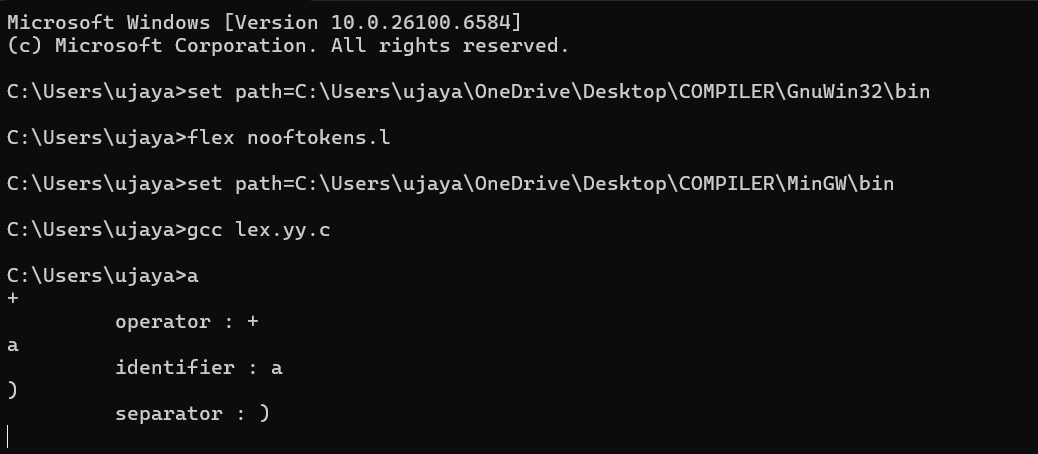 Microsoft Windows [Version 10.0.26100.6584]
(c) Microsoft Corporation. All rights reserved.
C:\Users\ujaya>set path=C:\Users\ujaya\OneDrive\Desktop\COMPILER\GnuWin32\bin
C:\Users\ujaya>flex nooftokens.l
C:\Users\ujaya>set path=C:\Users\ujaya\OneDrive\Desktop\COMPILER\MinGW\bin
C:\Users\ujaya>gcc lex.yy.c
C:\Users\ujaya>a
+
operator : +
a
identifier : a
)
separator : )